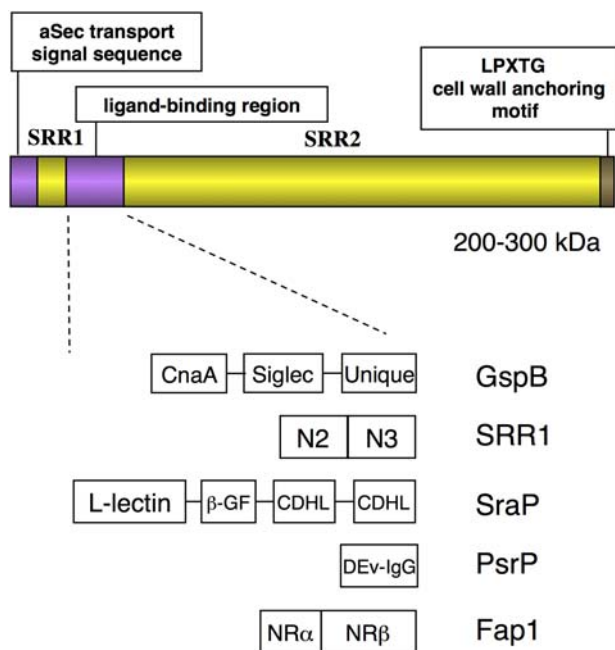 aSec transport
signal sequence
LPXTG
cell wall anchoring
motif
ligand-binding region
SRR1
SRR2
200-300 kDa
CnaA
Siglec
Unique
GspB
N2
N3
SRR1
L-lectin
β-GF
CDHL
CDHL
SraP
DEv-IgG
PsrP
NRα
NRβ
Fap1